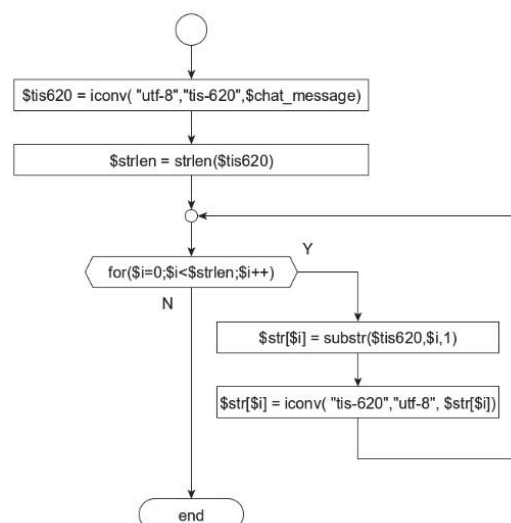 $tis620 = iconv( "utf-8","tis-620",$chat_message)
$strlen = strlen($tis620)
for($i=0;$i<$strlen;$i++)
Y
N
$str[$i] = substr($tis620,$i,1)
$str[$i] = iconv( "tis-620","utf-8", $str[$i])
end